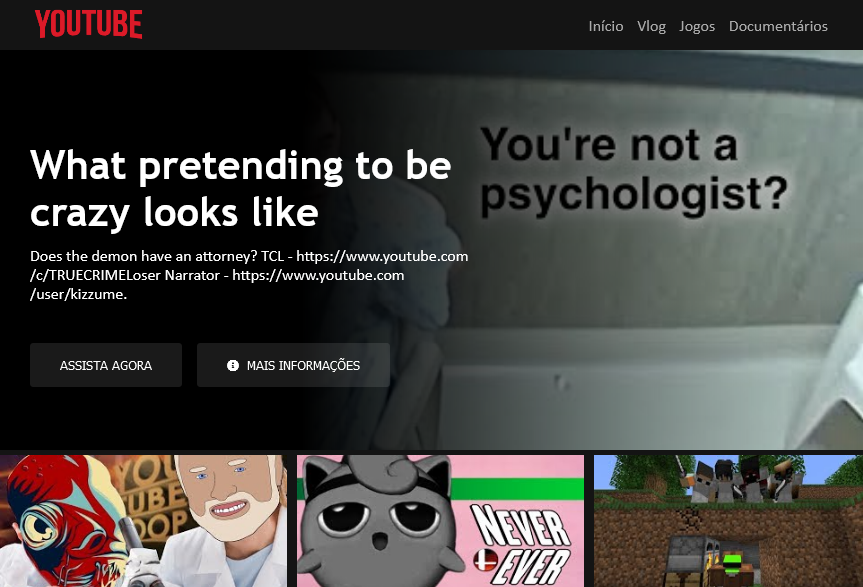 YOUTUBE
Início Vlog Jogos Documentários
You're not a
psychologist?
What pretending to be
crazy looks like
Does the demon have an attorney? TCL - https://www.youtube.com
/c/TRUECRIMELoser Narrator - https://www.youtube.com
/user/kizzume.
ASSISTA AGORA
MAIS INFORMAÇÕES
YOU
TUBE
OOP
NEVER
EVER